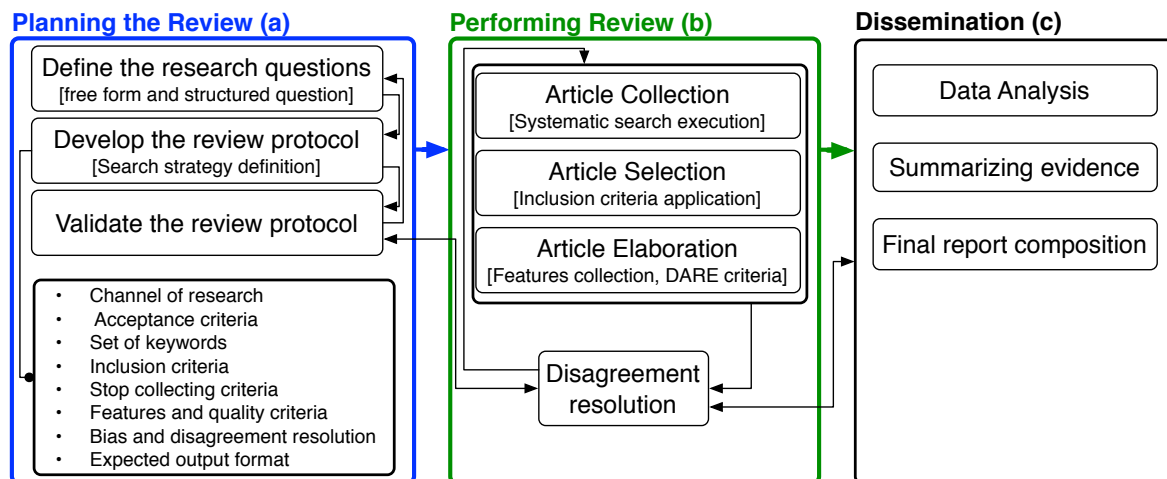 Planning the Review (a)
Define the research questions
[free form and structured question]
Develop the review protocol
[Search strategy definition]
Validate the review protocol
• Channel of research
• Acceptance criteria
• Set of keywords
• Inclusion criteria
• Stop collecting criteria
• Features and quality criteria
• Bias and disagreement resolution
• Expected output format
Performing Review (b)
Article Collection
[Systematic search execution]
Article Selection
[Inclusion criteria application]
Article Elaboration
[Features collection, DARE criteria]
Disagreement
resolution
Dissemination (c)
Data Analysis
Summarizing evidence
Final report composition